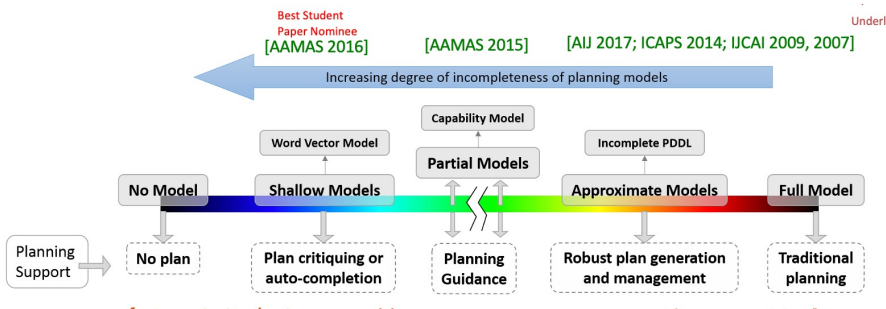 Best Student
Paper Nominee
Underl
[AAMAS 2016] [AAMAS 2015] [AIJ 2017; ICAPS 2014; IJCAI 2009, 2007]
Increasing degree of incompleteness of planning models
Capability Model
Word Vector Model
Incomplete PDDL
Partial Models
No Model
Shallow Models
Approximate Models
Full Model
Planning
Support
No plan
Plan critiquing or
auto-completion
Planning
Guidance
Robust plan generation
and management
Traditional
planning